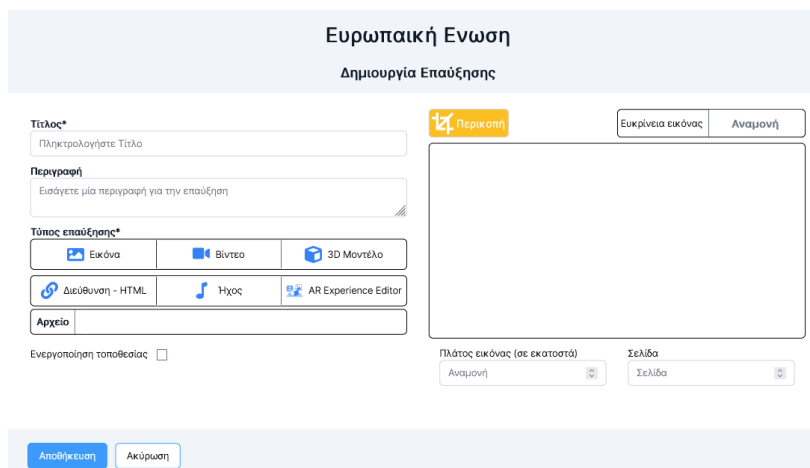 Ευρωπαική Ενωση
Δημιουργία Επαύξησης
Τίτλος*
Πληκτρολογήστε Τίτλο
Περιγραφή
Εισάγετε μία περιγραφή για την επαύξηση
Τύπος επαύξησης*
Εικόνα Βίντεο 3D Μοντέλο
Διεύθυνση - HTML Ήχος AR Experience Editor
Αρχείο
Ενεργοποίηση τοποθεσίας
Περικοπή Ευκρίνεια εικόνας Αναμονή
Πλάτος εικόνας (σε εκατοστά) Σελίδα
Αναμονή Σελίδα
Αποθήκευση Ακύρωση